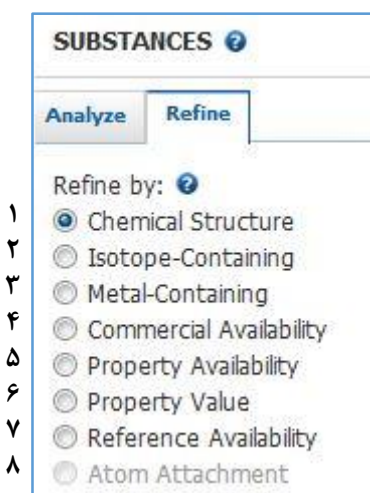 SUBSTANCES ?
Analyze Refine
Refine by: ?
۱ Chemical Structure
۲ Isotope-Containing
۳ Metal-Containing
۴ Commercial Availability
۵ Property Availability
۶ Property Value
۷ Reference Availability
۸ Atom Attachment